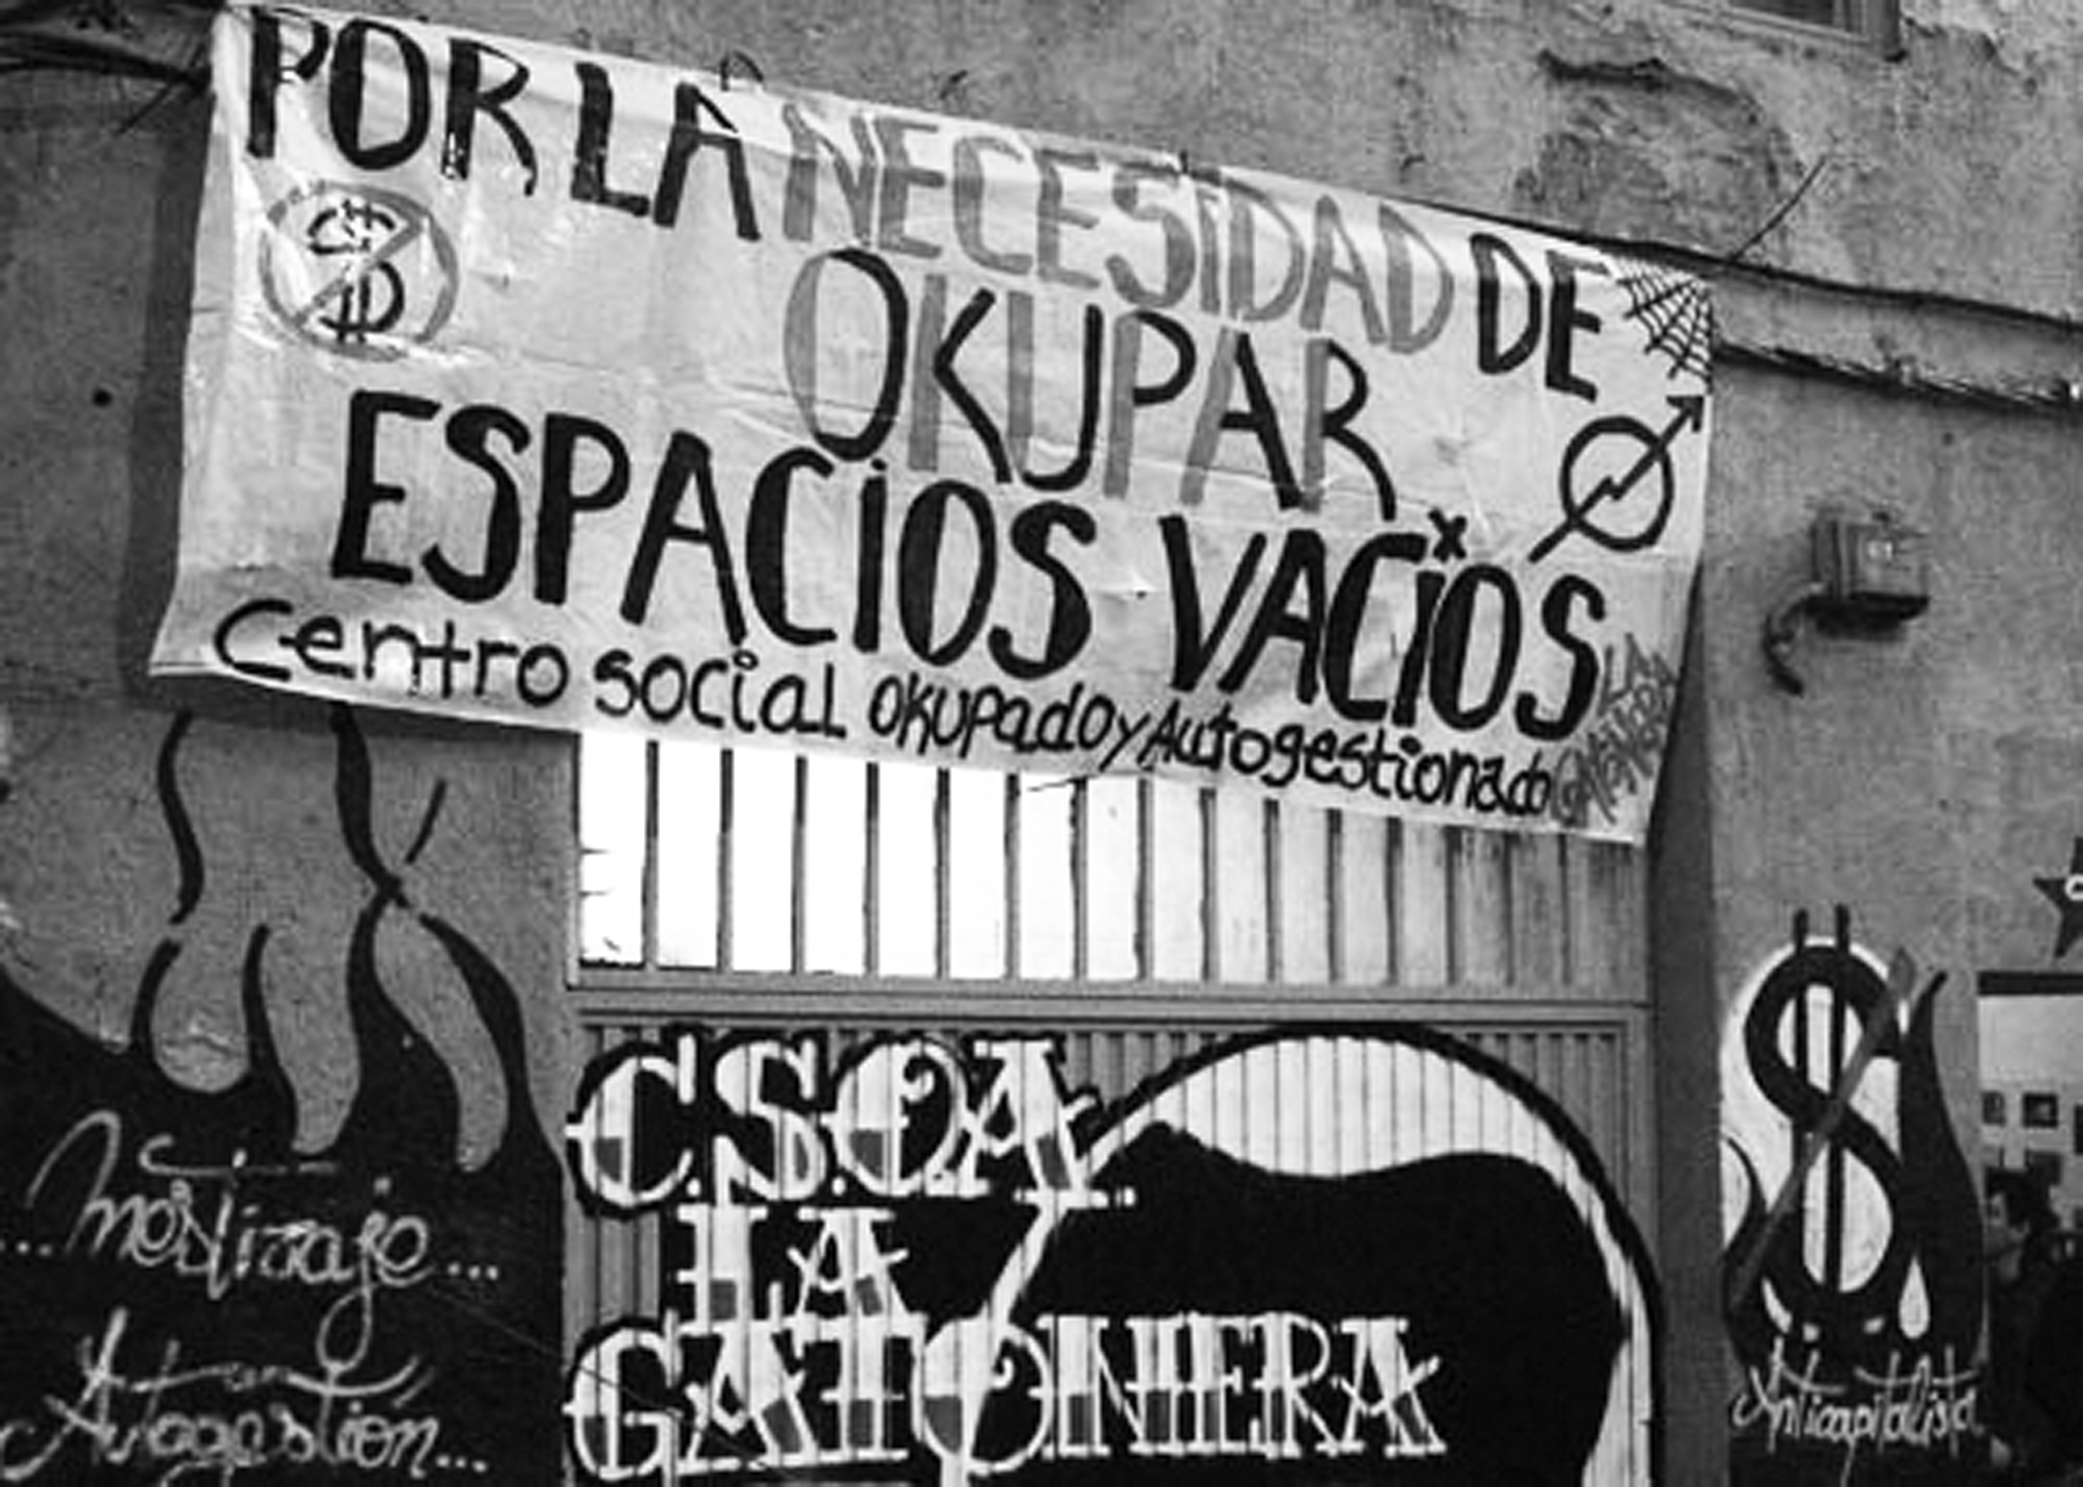 POR LA NECESIDAD DE
OKUPAR
ESPACIOS VACIOS
Centro social okupado y Autogestionado
LA
GATONERA
...Mestizaje...
Autogestión...
C.S.O.A.
LA
GATONERA
$
Anticapitalista